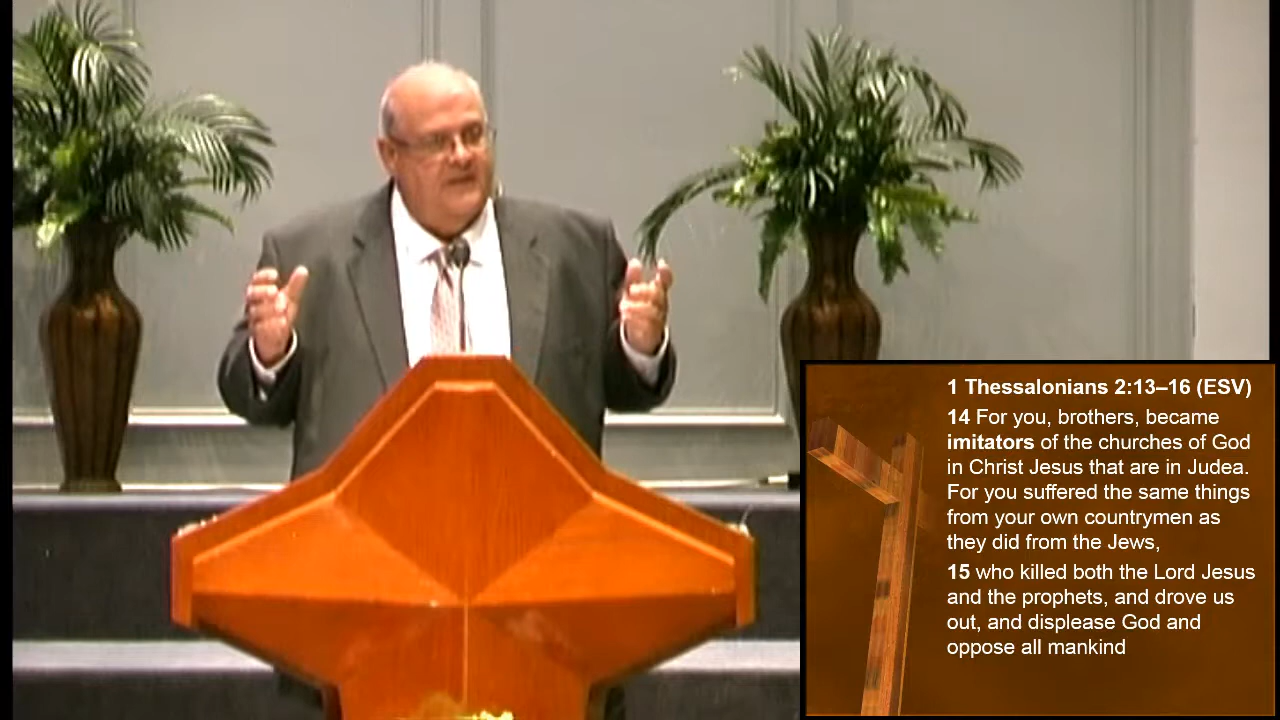 1 Thessalonians 2:13–16 (ESV)
14 For you, brothers, became
imitators of the churches of God
in Christ Jesus that are in Judea.
For you suffered the same things
from your own countrymen as
they did from the Jews,
15 who killed both the Lord Jesus
and the prophets, and drove us
out, and displease God and
oppose all mankind